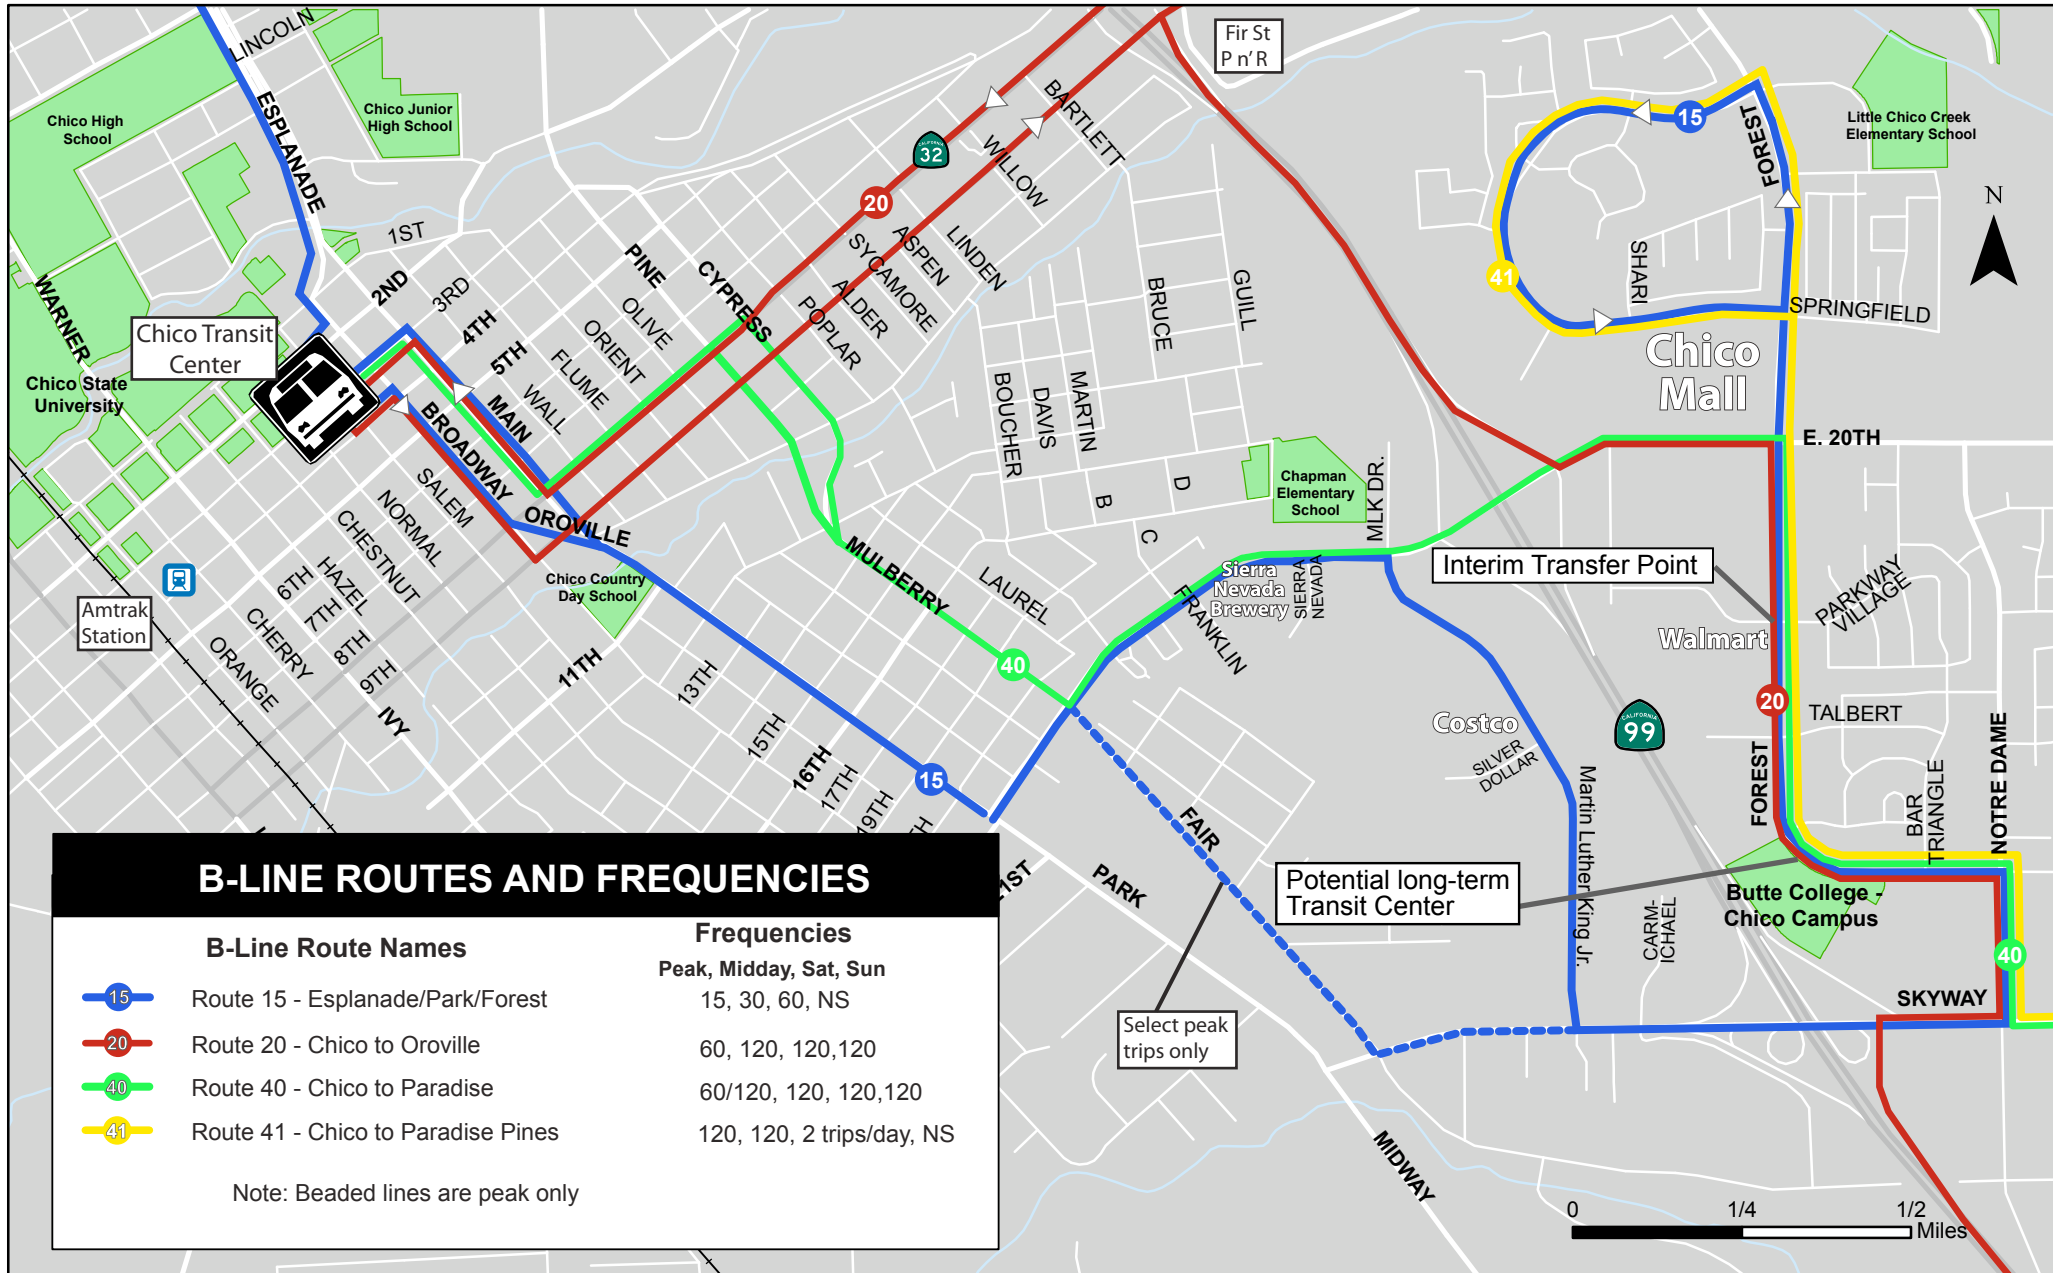 LINCOLN
Fir St
P n’R
Chico High
School
ESPLANADE
Chico Junior
High School
BARTLETT
CALIFORNIA
32
WILLOW
15
FOREST
Little Chico Creek
Elementary School
N
20
1ST
2ND
3RD
4TH
5TH
PINE
CYPRESS
ASPEN
SYCAMORE
LINDEN
ALDER
POPLAR
OLIVE
ORIENT
FLUME
WALL
MAIN
BROADWAY
WARNER
Chico Transit
Center
Chico State
University
BRUCE
GUILL
SHARI
41
SPRINGFIELD
Chico
Mall
E. 20TH
BOUCHER
DAVIS
MARTIN
B
D
C
Chapman
Elementary
School
MLK DR.
SALEM
NORMAL
CHESTNUT
HAZEL
CHERRY
ORANGE
OROVILLE
6TH
7TH
8TH
9TH
11TH
IVY
Amtrak
Station
Chico Country
Day School
MULBERRY
LAUREL
FRANKLIN
Sierra
Nevada
Brewery
SIERRA
NEVADA
Interim Transfer Point
Walmart
PARKWAY
VILLAGE
40
20
TALBERT
13TH
15TH
16TH
17TH
19TH
TH
15
Costco
SILVER
DOLLAR
CALIFORNIA
99
FOREST
BAR
TRIANGLE
NOTRE DAME
FAIR
PARK
Potential long-term
Transit Center
Martin Luther King Jr.
CARM-
ICHAEL
Butte College -
Chico Campus
40
SKYWAY
Select peak
trips only
MIDWAY
0 1/4 1/2
Miles
B-LINE ROUTES AND FREQUENCIES
B-Line Route Names
Frequencies
Peak, Midday, Sat, Sun
15 Route 15 - Esplanade/Park/Forest 15, 30, 60, NS
20 Route 20 - Chico to Oroville 60, 120, 120,120
40 Route 40 - Chico to Paradise 60/120, 120, 120,120
41 Route 41 - Chico to Paradise Pines 120, 120, 2 trips/day, NS
Note: Beaded lines are peak only